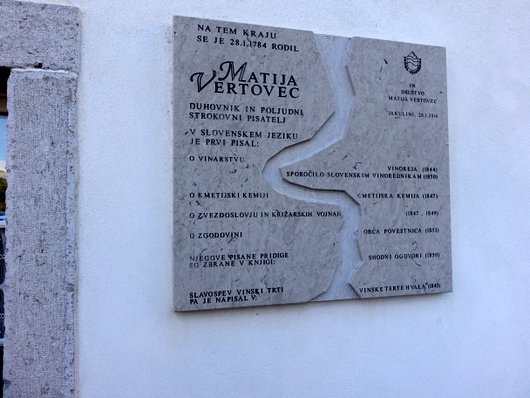 NA TEM KRAJU
SE JE 28.1.1784 RODIL
MATIJA
VERTOVEC
DUHOVNIK IN POLJUDNI
STROKOVNI PISATELJ
V SLOVENSKEM JEZIKU
JE PRVI PISAL:
IN
DRUŠTVO
MATIJA VERTOVEC
JAKULINI, 28.1.2014
O VINARSTVU
VINOREJA (1844)
SPOROČILO SLOVENSKIM VINOREDNIKAM (1850)
O KMETIJSKI KEMIJI
KMETIJSKA KEMIJA (1847)
O ZVEZDOSLOVJU IN KRIŽARSKIH VOJNAH
(1847, 1849)
O ZGODOVINI
OBČA POVESTNICA (1853)
NJEGOVE PISANE PRIDIGE
SO ZBRANE V KNJIGI:
SHODNI OGOVORI (1850)
SLAVOSPEV VINSKI TRTI
PA JE NAPISAL V:
VINSKE TERTE HVALA (1845)